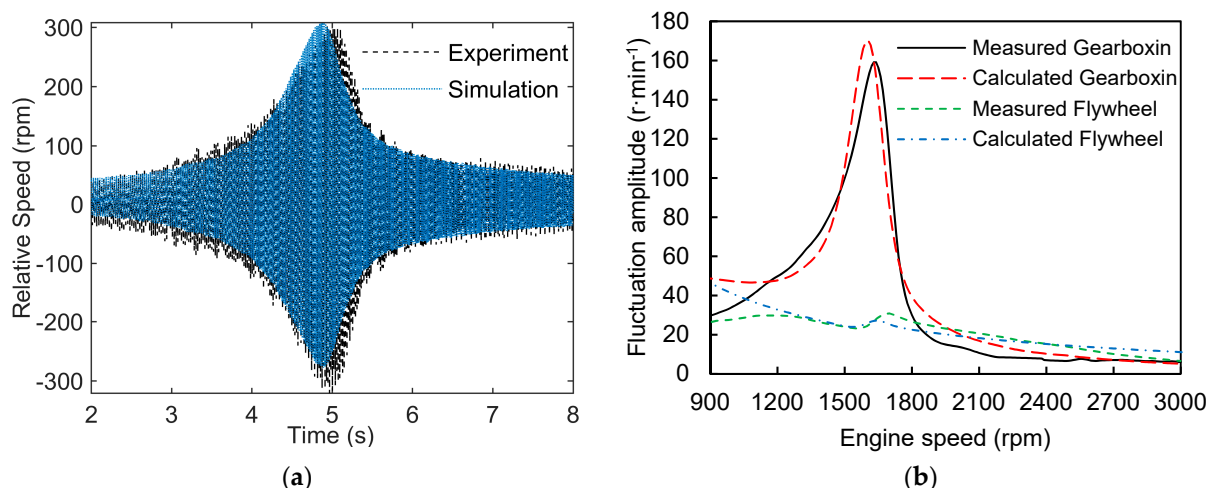 300
200
100
0
-100
-200
-300
Relative Speed (rpm)
Experiment
Simulation
2 3 4 5 6 7 8
Time (s)
(a)
200
180
160
140
120
100
80
60
40
20
0
Fluctuation amplitude (r·min⁻¹)
Measured Gearboxin
Calculated Gearboxin
Measured Flywheel
Calculated Flywheel
900 1200 1500 1800 2100 2400 2700 3000
Engine speed (rpm)
(b)